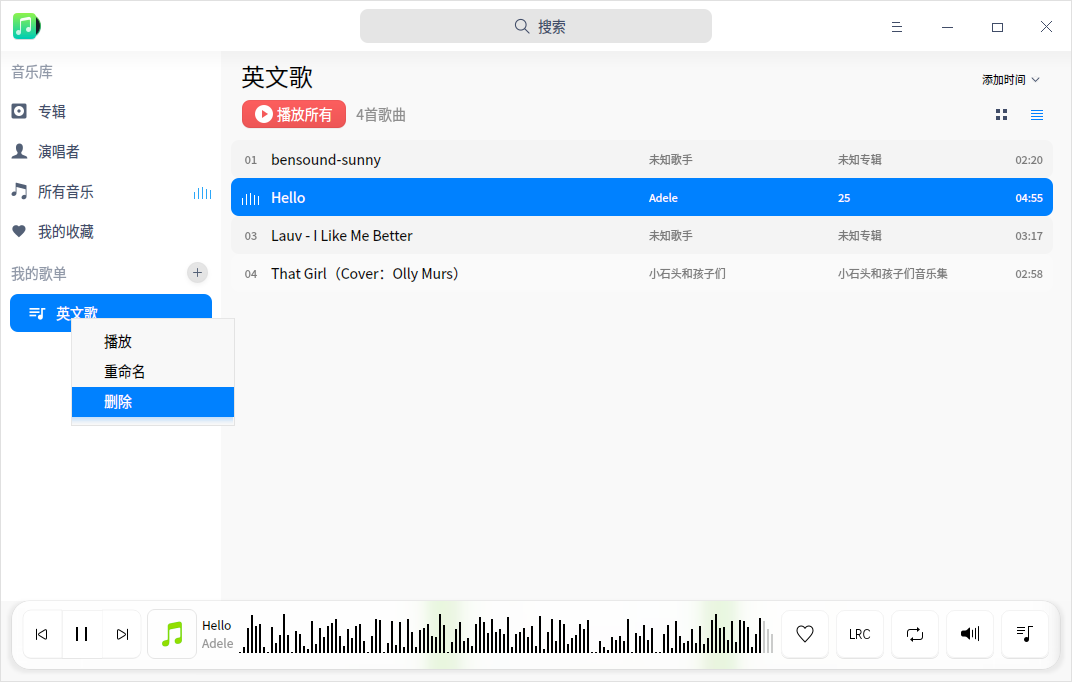 搜索
音乐库
专辑
演唱者
所有音乐
我的收藏
我的歌单
英文歌
播放
重命名
删除
英文歌
添加时间
播放所有 4首歌曲
01 bensound-sunny 未知歌手 未知专辑 02:20
Hello Adele 25 04:55
03 Lauv - I Like Me Better 未知歌手 未知专辑 03:17
04 That Girl（Cover：Olly Murs） 小石头和孩子们 小石头和孩子们音乐集 02:58
Hello
Adele
LRC